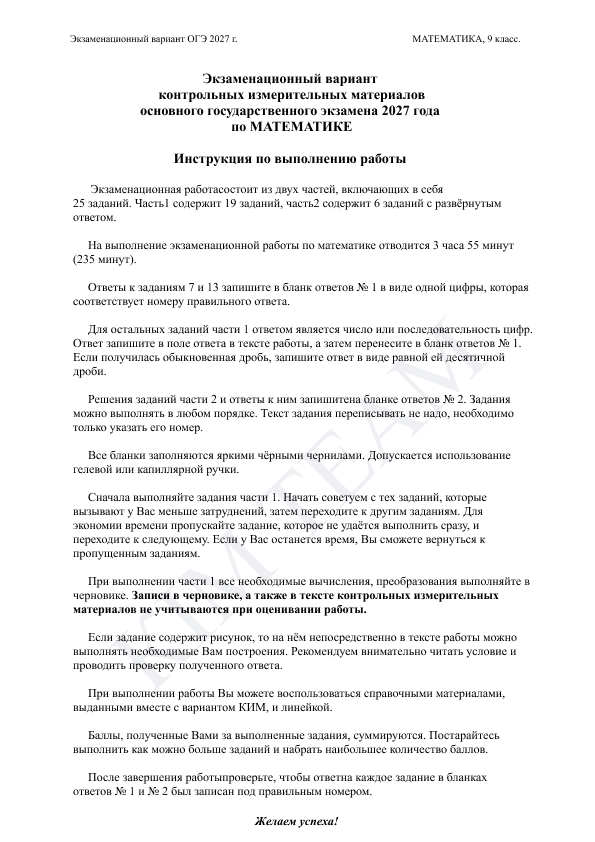 Экзаменационный вариант ОГЭ 2027 г. МАТЕМАТИКА, 9 класс.
Экзаменационный вариант
контрольных измерительных материалов
основного государственного экзамена 2027 года
по МАТЕМАТИКЕ
Инструкция по выполнению работы
Экзаменационная работасостоит из двух частей, включающих в себя
25 заданий. Часть1 содержит 19 заданий, часть2 содержит 6 заданий с развёрнутым
ответом.
На выполнение экзаменационной работы по математике отводится 3 часа 55 минут
(235 минут).
Ответы к заданиям 7 и 13 запишите в бланк ответов № 1 в виде одной цифры, которая
соответствует номеру правильного ответа.
Для остальных заданий части 1 ответом является число или последовательность цифр.
Ответ запишите в поле ответа в тексте работы, а затем перенесите в бланк ответов № 1.
Если получилась обыкновенная дробь, запишите ответ в виде равной ей десятичной
дроби.
Решения заданий части 2 и ответы к ним запишитена бланке ответов № 2. Задания
можно выполнять в любом порядке. Текст задания переписывать не надо, необходимо
только указать его номер.
Все бланки заполняются яркими чёрными чернилами. Допускается использование
гелевой или капиллярной ручки.
Сначала выполняйте задания части 1. Начать советуем с тех заданий, которые
вызывают у Вас меньше затруднений, затем переходите к другим заданиям. Для
экономии времени пропускайте задание, которое не удаётся выполнить сразу, и
переходите к следующему. Если у Вас останется время, Вы сможете вернуться к
пропущенным заданиям.
При выполнении части 1 все необходимые вычисления, преобразования выполняйте в
черновике. Записи в черновике, а также в тексте контрольных измерительных
материалов не учитываются при оценивании работы.
Если задание содержит рисунок, то на нём непосредственно в тексте работы можно
выполнять необходимые Вам построения. Рекомендуем внимательно читать условие и
проводить проверку полученного ответа.
При выполнении работы Вы можете воспользоваться справочными материалами,
выданными вместе с вариантом КИМ, и линейкой.
Баллы, полученные Вами за выполненные задания, суммируются. Постарайтесь
выполнить как можно больше заданий и набрать наибольшее количество баллов.
После завершения работыпроверьте, чтобы ответна каждое задание в бланках
ответов № 1 и № 2 был записан под правильным номером.
Желаем успеха!
KIM TEAM